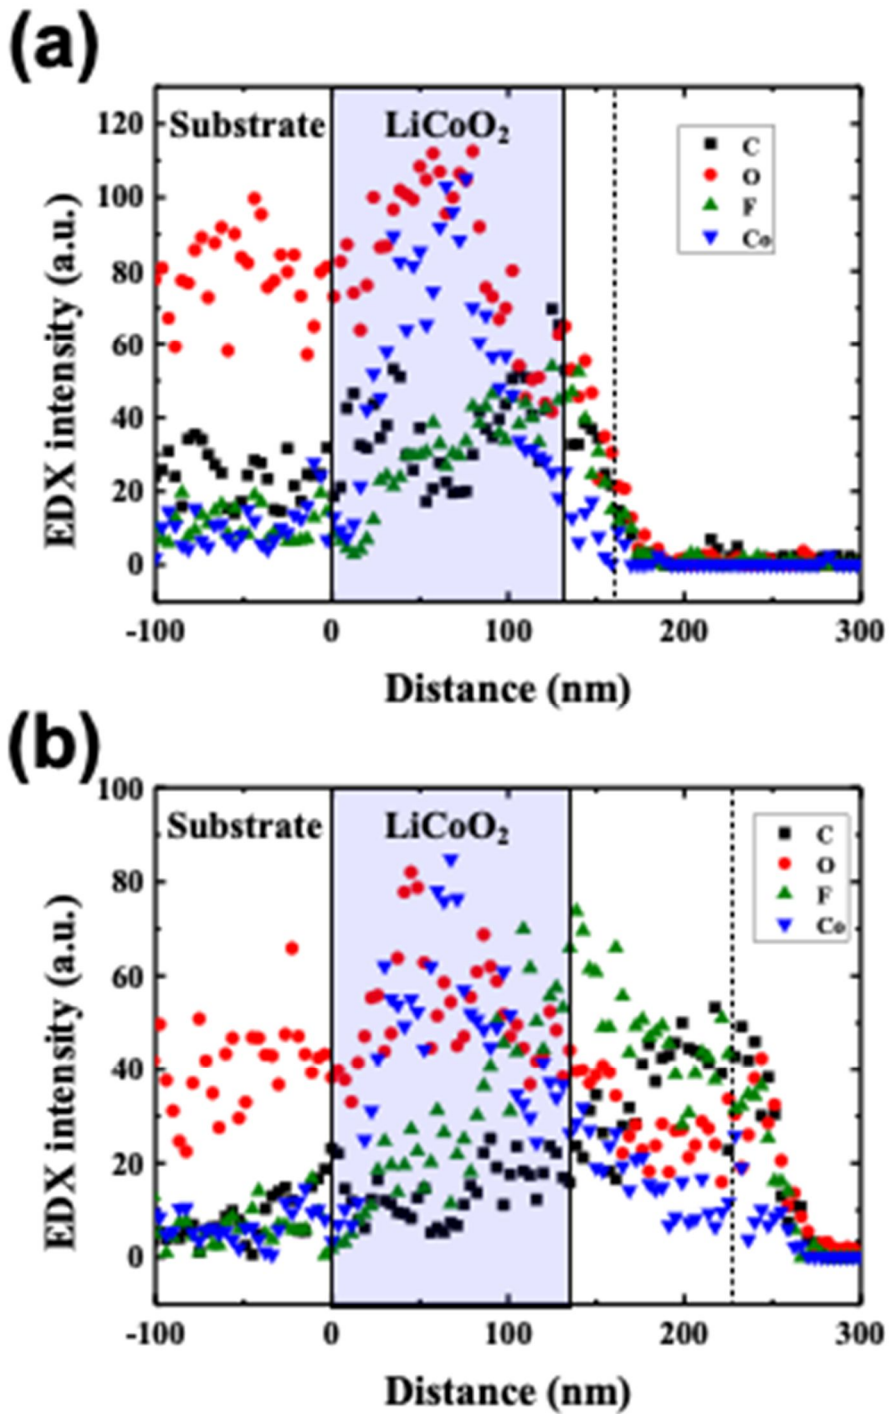 (a)
Substrate LiCoO₂
C
O
F
Co
120
100
80
60
40
20
0
EDX intensity (a.u.)
-100 0 100 200 300
Distance (nm)
(b)
Substrate LiCoO₂
C
O
F
Co
100
80
60
40
20
0
EDX intensity (a.u.)
-100 0 100 200 300
Distance (nm)